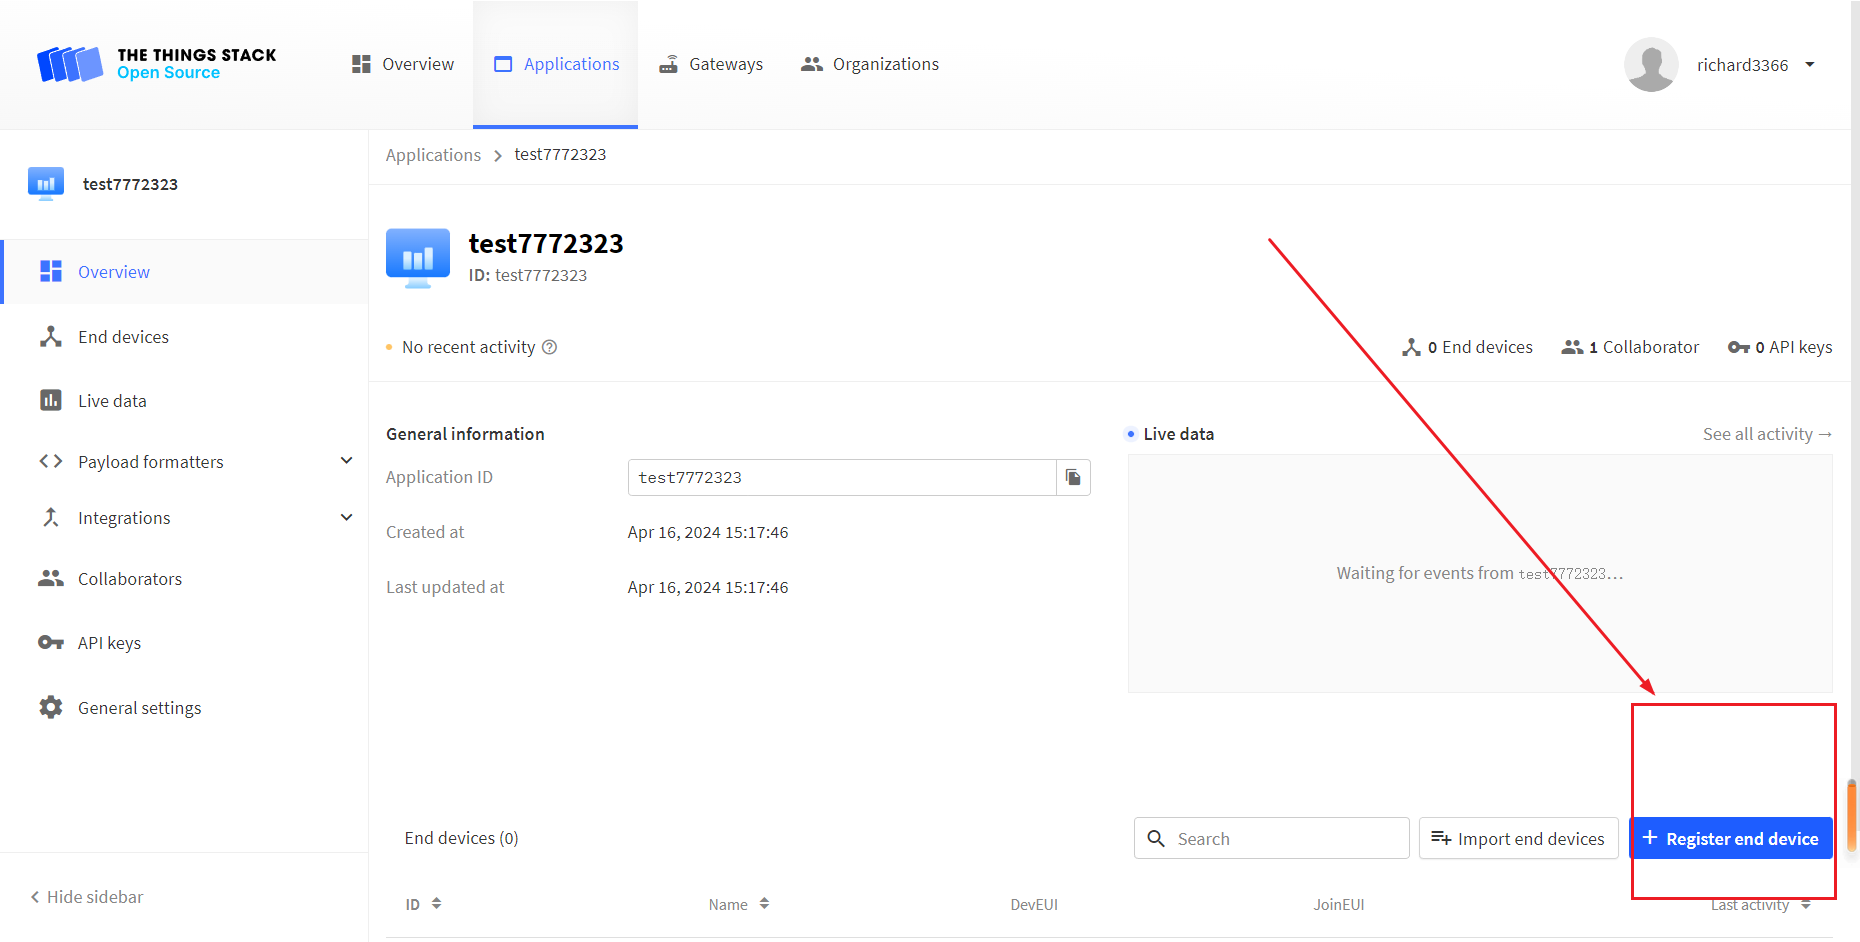 THE THINGS STACK
Open Source
Overview
Applications
Gateways
Organizations
richard3366
test7772323
Overview
End devices
Live data
Payload formatters
Integrations
Collaborators
API keys
General settings
Hide sidebar
Applications > test7772323
test7772323
ID: test7772323
No recent activity
0 End devices
1 Collaborator
0 API keys
General information
Application ID
test7772323
Created at
Apr 16, 2024 15:17:46
Last updated at
Apr 16, 2024 15:17:46
Live data
See all activity →
Waiting for events from test7772323…
End devices (0)
Search
Import end devices
+ Register end device
ID
Name
DevEUI
JoinEUI
Last activity